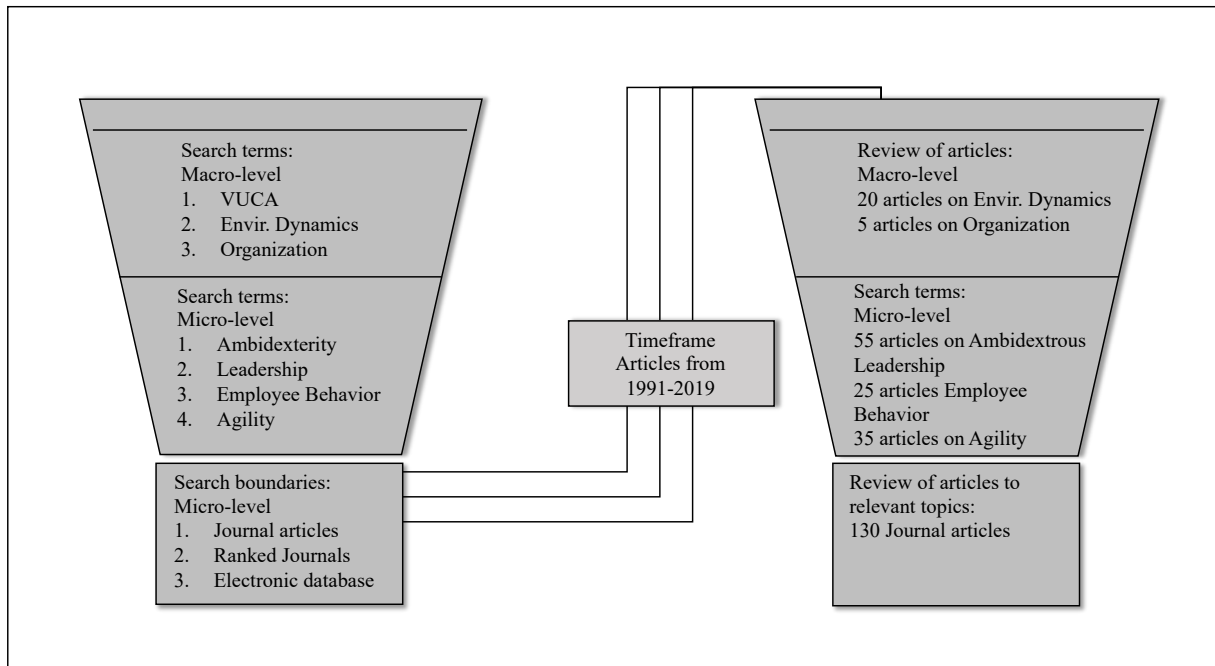 Search terms:
Macro-level
1. VUCA
2. Envir. Dynamics
3. Organization
Search terms:
Micro-level
1. Ambidexterity
2. Leadership
3. Employee Behavior
4. Agility
Search boundaries:
Micro-level
1. Journal articles
2. Ranked Journals
3. Electronic database
Timeframe
Articles from
1991-2019
Review of articles:
Macro-level
20 articles on Envir. Dynamics
5 articles on Organization
Search terms:
Micro-level
55 articles on Ambidextrous
Leadership
25 articles Employee
Behavior
35 articles on Agility
Review of articles to
relevant topics:
130 Journal articles